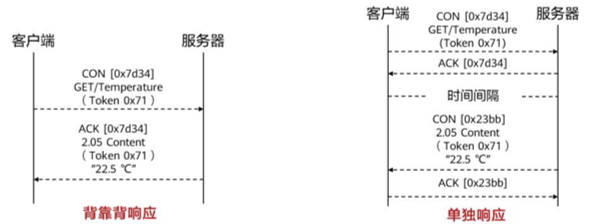 客户端
服务器
CON [0x7d34]
GET/Temperature
（Token 0x71）
ACK [0x7d34]
2.05 Content
（Token 0x71）
“22.5 ℃”
背靠背响应
客户端
服务器
CON [0x7d34]
GET/Temperature
(Token 0x71)
ACK [0x7d34]
时间间隔
CON [0x23bb]
2.05 Content
（Token 0x71）
“22.5 ℃”
ACK [0x23bb]
单独响应